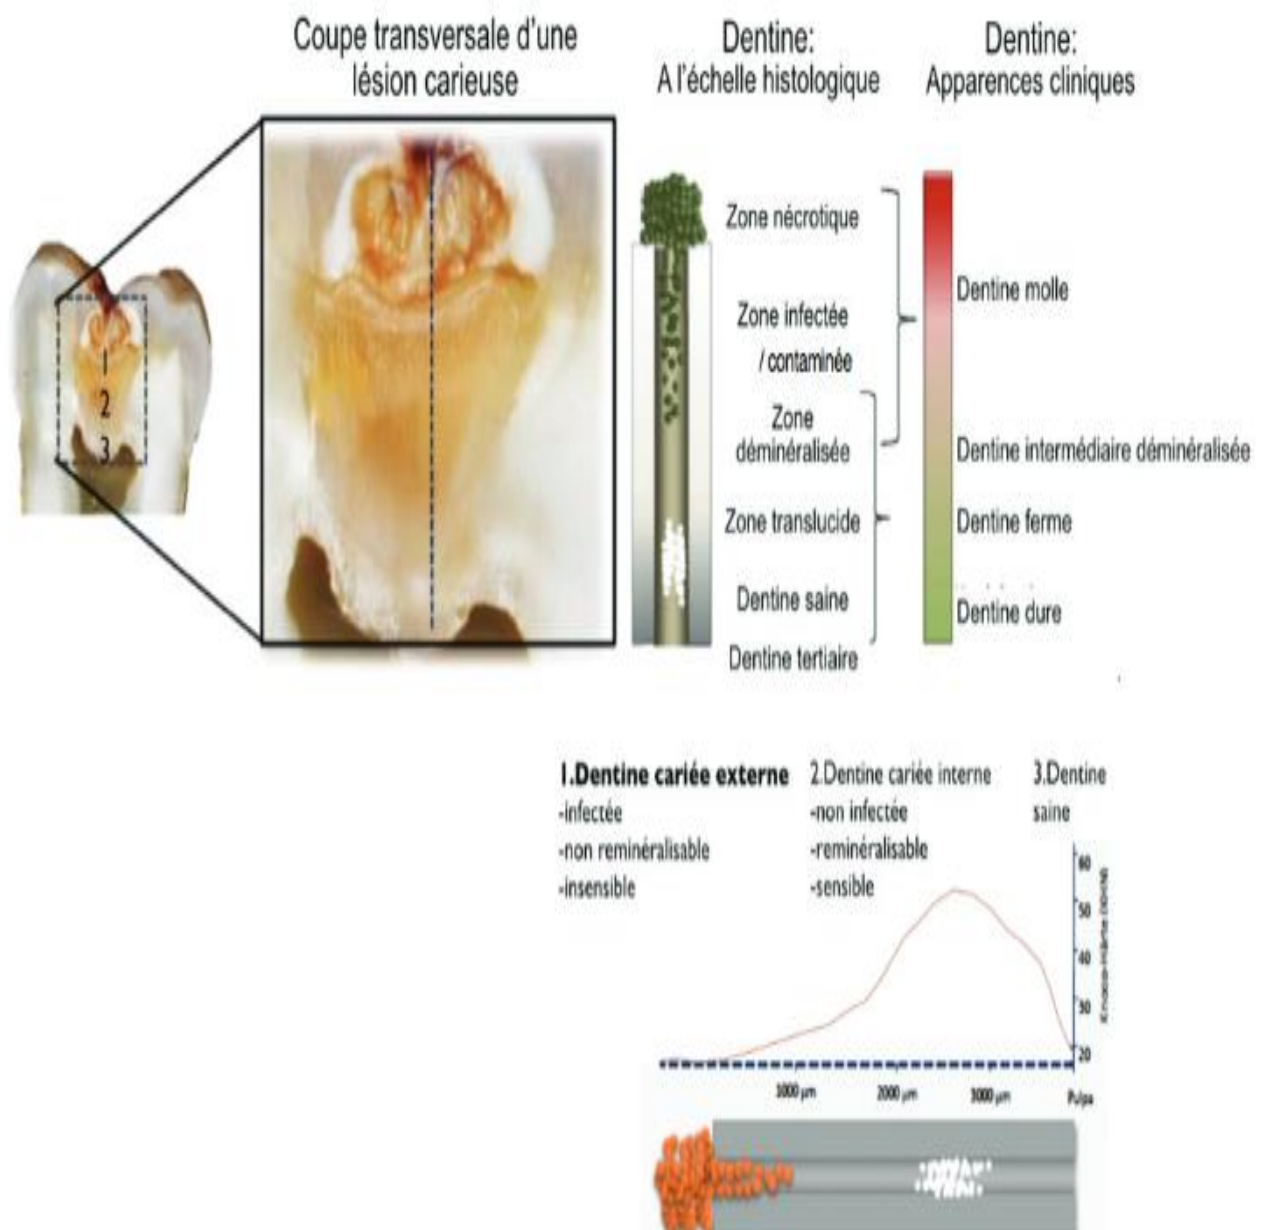 Coupe transversale d'une
lésion carieuse
Dentine:
A l'échelle histologique
Dentine:
Apparences cliniques
Zone nécrotique
Zone infectée
/ contaminée
Zone
déminéralisée
Zone translucide
Dentine saine
Dentine tertiaire
Dentine molle
Dentine intermédiaire déminéralisée
Dentine ferme
Dentine dure
1
2
3
1.Dentine cariée externe
-infectée
-non reminéralisable
-insensible
2.Dentine cariée interne
-non infectée
-reminéralisable
-sensible
3.Dentine
saine
60
50
40
30
20
1000 µm
2000 µm
3000 µm
Pulpa